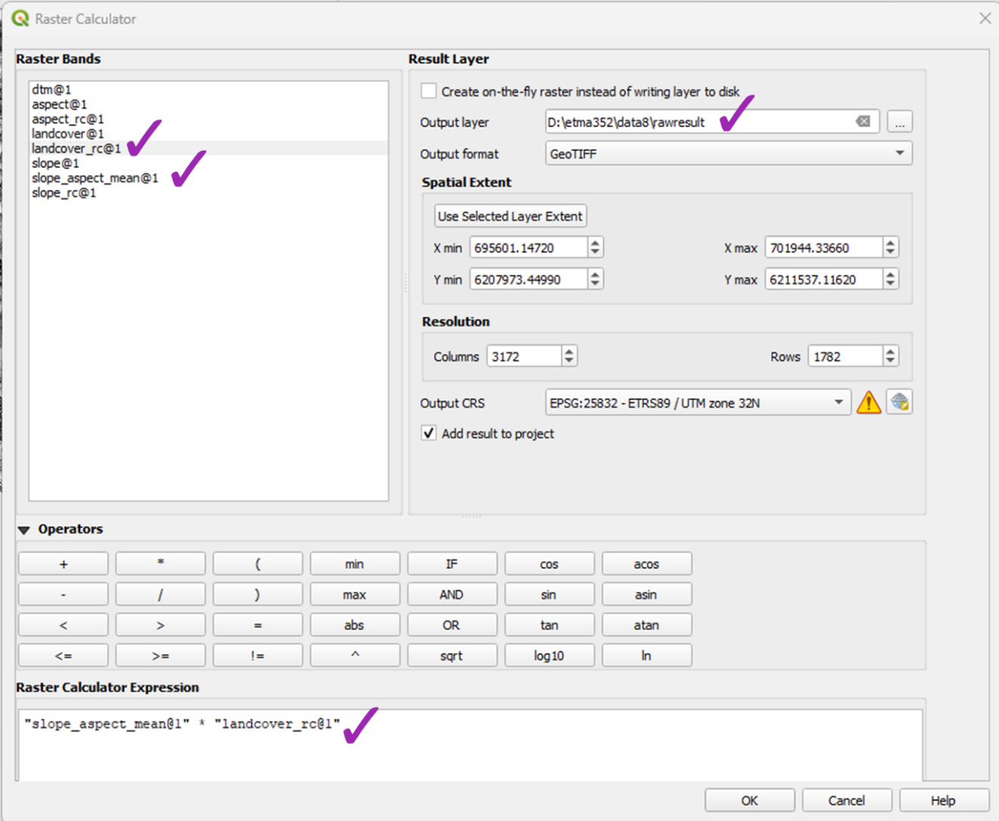 Raster Calculator
Raster Bands
dtm@1
aspect@1
aspect_rc@1
landcover@1
landcover_rc@1
slope@1
slope_aspect_mean@1
slope_rc@1
Result Layer
Create on-the-fly raster instead of writing layer to disk
Output layer D:\etma352\data8\rawresult ...
Output format GeoTIFF
Spatial Extent
Use Selected Layer Extent
X min 695601.14720 X max 701944.33660
Y min 6207973.44990 Y max 6211537.11620
Resolution
Columns 3172 Rows 1782
Output CRS EPSG:25832 - ETRS89 / UTM zone 32N
Add result to project
Operators
+ * ( min IF cos acos
- / ) max AND sin asin
< > = abs OR tan atan
<= >= != ^ sqrt log10 ln
Raster Calculator Expression
"slope_aspect_mean@1" * "landcover_rc@1"
OK Cancel Help